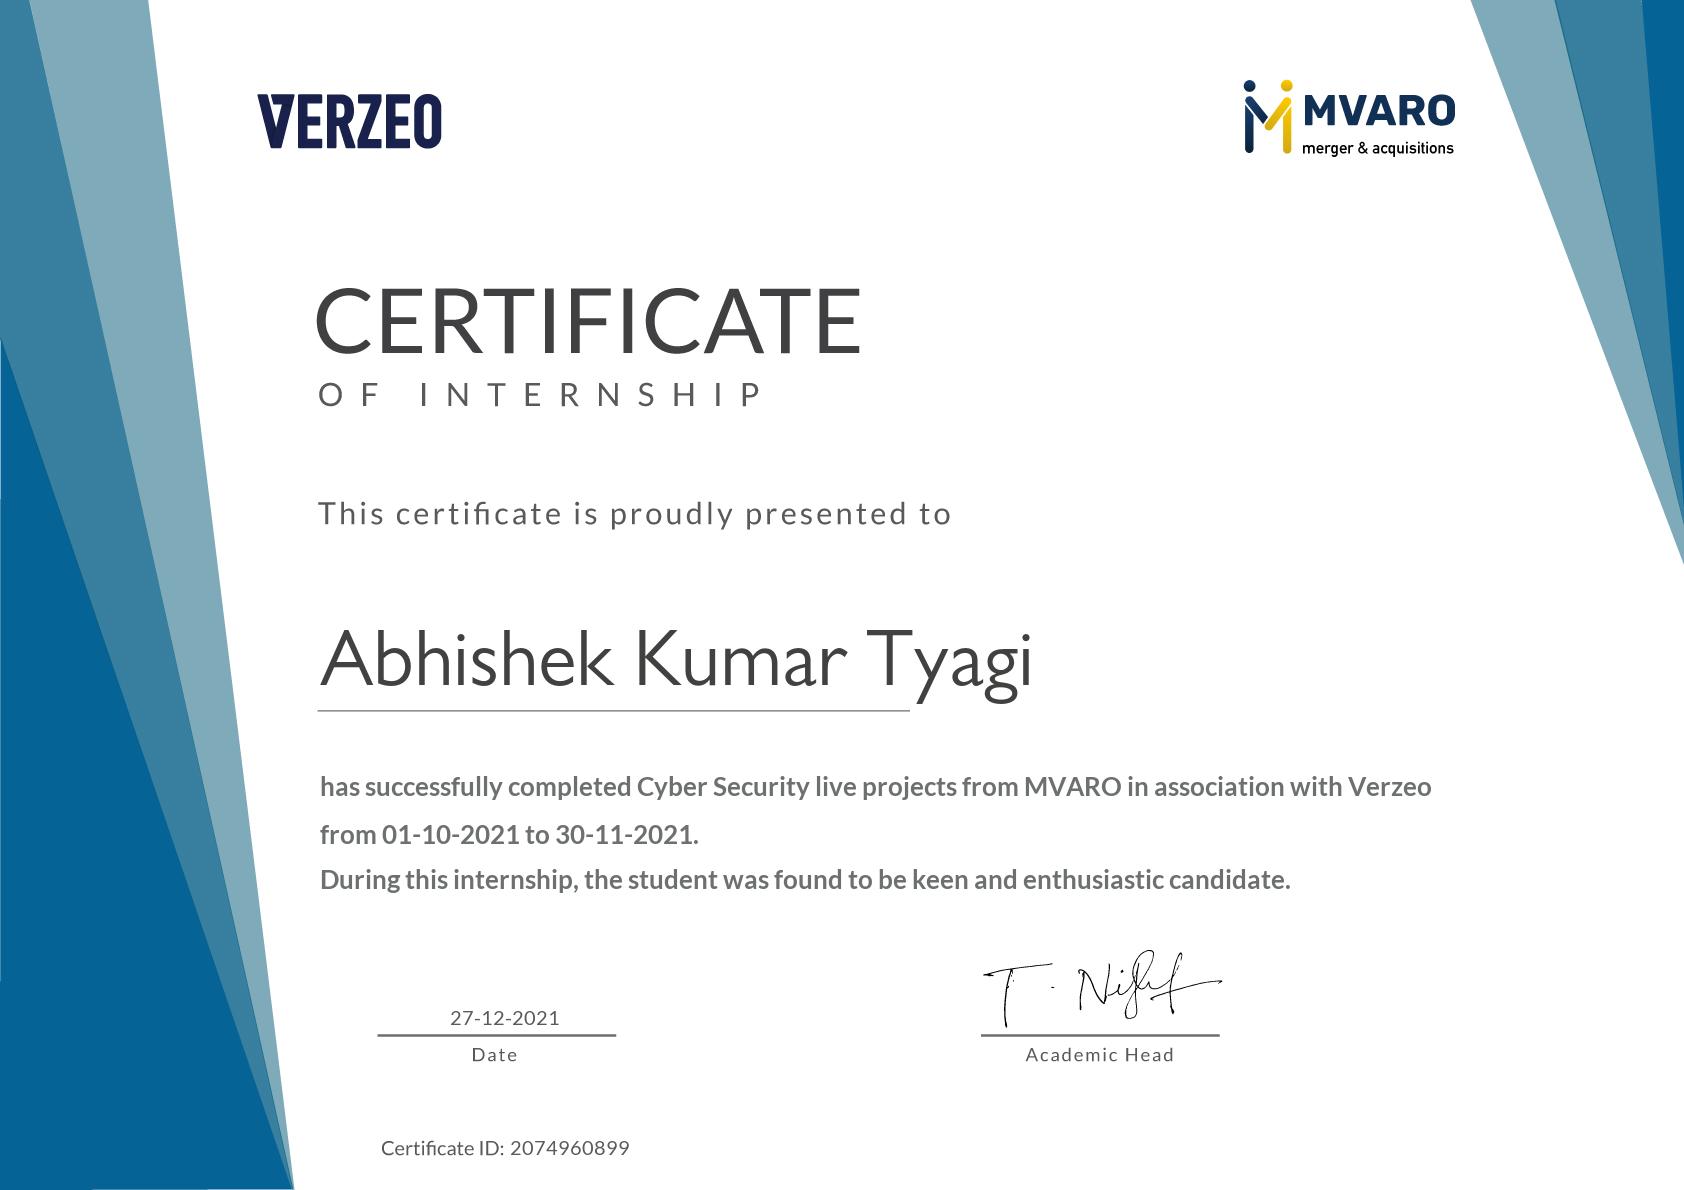 VERZEO
MVARO
merger & acquisitions
CERTIFICATE
OF INTERNSHIP
This certificate is proudly presented to
Abhishek Kumar Tyagi
has successfully completed Cyber Security live projects from MVARO in association with Verzeo
from 01-10-2021 to 30-11-2021.
During this internship, the student was found to be keen and enthusiastic candidate.
27-12-2021
Date
Academic Head
Certificate ID: 2074960899